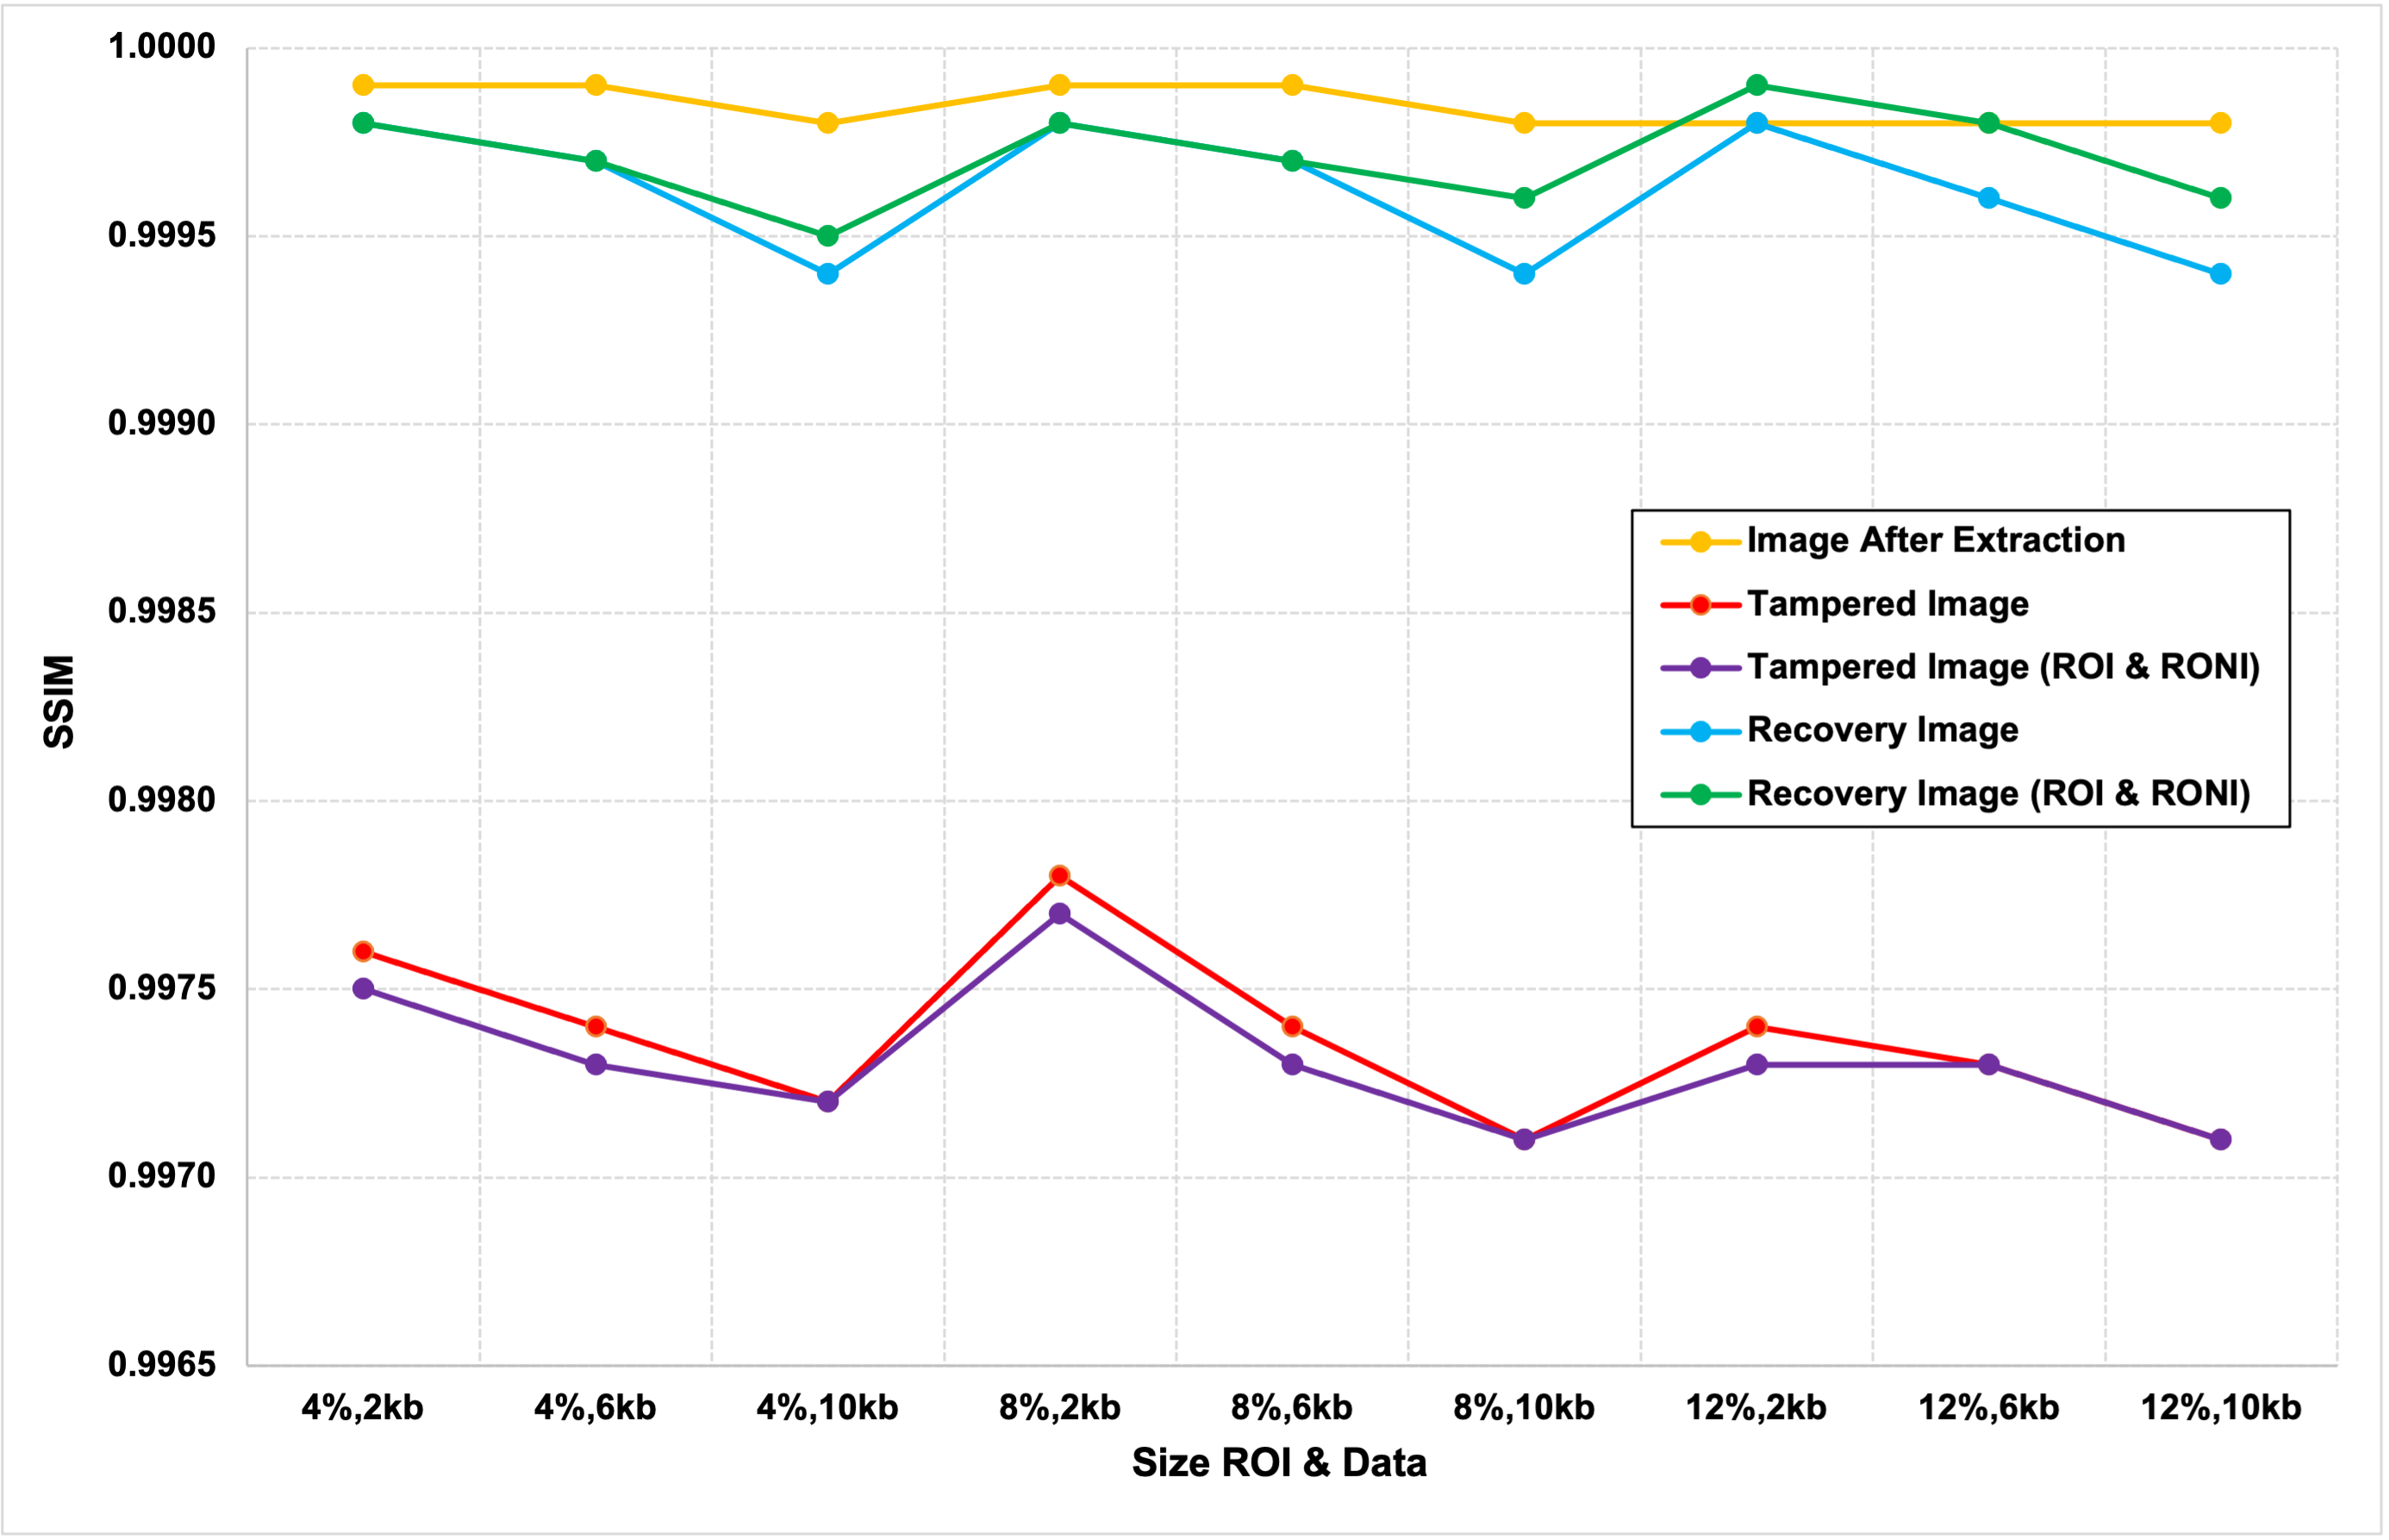 1.0000
0.9995
0.9990
0.9985
0.9980
0.9975
0.9970
0.9965
SSIM
Image After Extraction
Tampered Image
Tampered Image (ROI & RONI)
Recovery Image
Recovery Image (ROI & RONI)
4%,2kb 4%,6kb 4%,10kb 8%,2kb 8%,6kb 8%,10kb 12%,2kb 12%,6kb 12%,10kb
Size ROI & Data